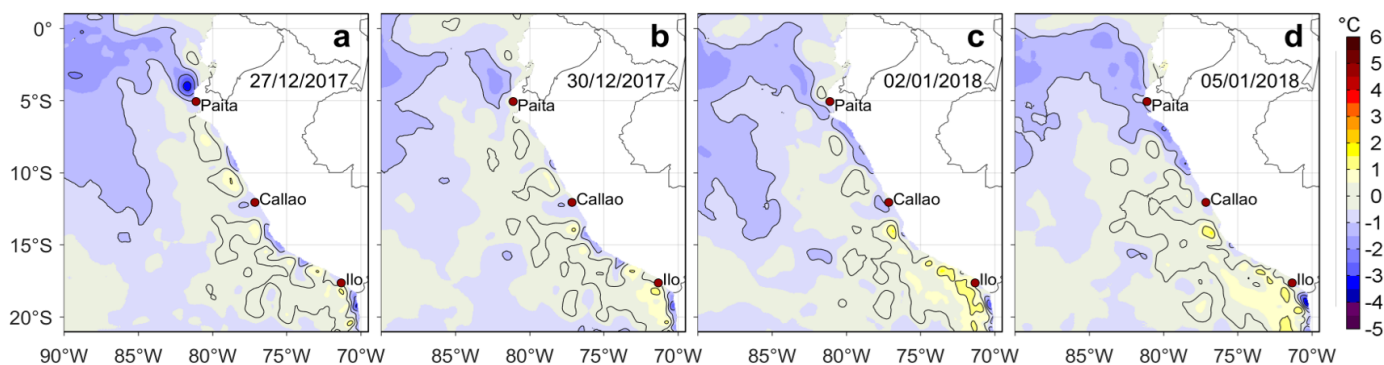 a b c d °C
0° 6
27/12/2017 30/12/2017 02/01/2018 05/01/2018 5
5°S Paita Paita Paita Paita 4
3
2
10°S 1
Callao Callao Callao Callao 0
15°S -1
-2
Ilo Ilo Ilo Ilo -3
20°S -4
-5
90°W 85°W 80°W 75°W 70°W 85°W 80°W 75°W 70°W 85°W 80°W 75°W 70°W 85°W 80°W 75°W 70°W